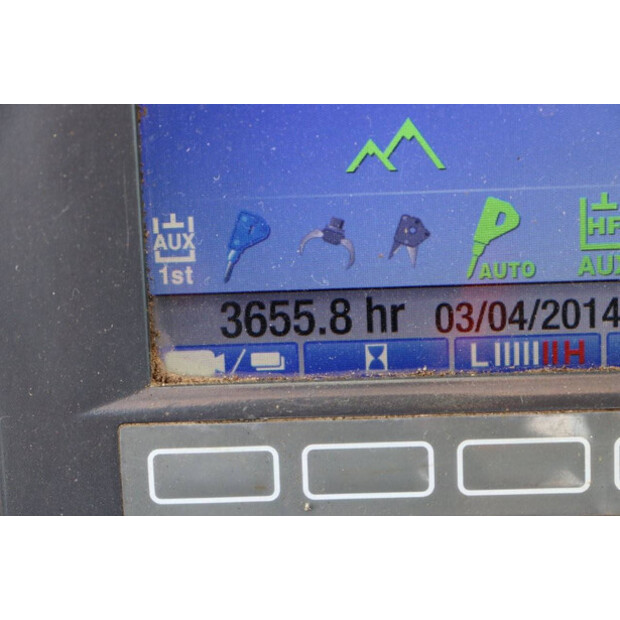 AUX
1st
AUTO
HF
AUX
3655.8 hr 03/04/2014
L H